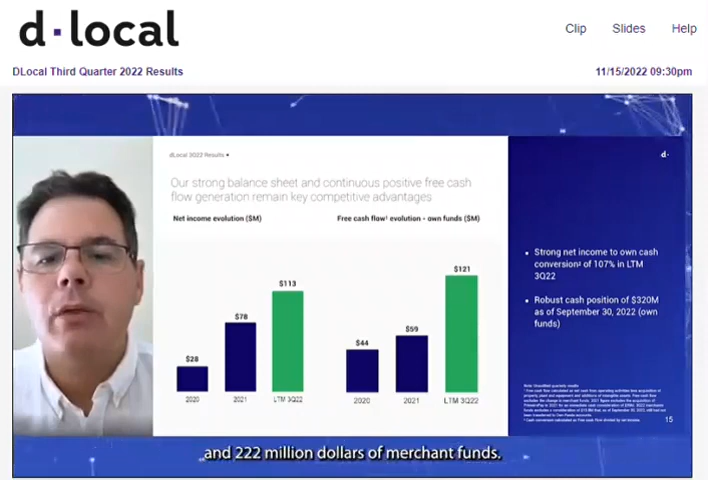 d·local
Clip Slides Help
DLocal Third Quarter 2022 Results
11/15/2022 09:30pm
dLocal 2022 Results
d·
Our strong balance sheet and continuous positive free cash
flow generation remain key competitive advantages
Net income evolution ($M)
Free cash flow¹ evolution - own funds ($M)
$28
$78
$113
2020
2021
LTM 3Q22
$44
$59
$121
2020
2021
LTM 3Q22
• Strong net income to own cash
conversion² of 107% in LTM
3Q22
• Robust cash position of $320M
as of September 30, 2022 (own
funds)
Note: Unaudited quarterly results
15
and 222 million dollars of merchant funds.